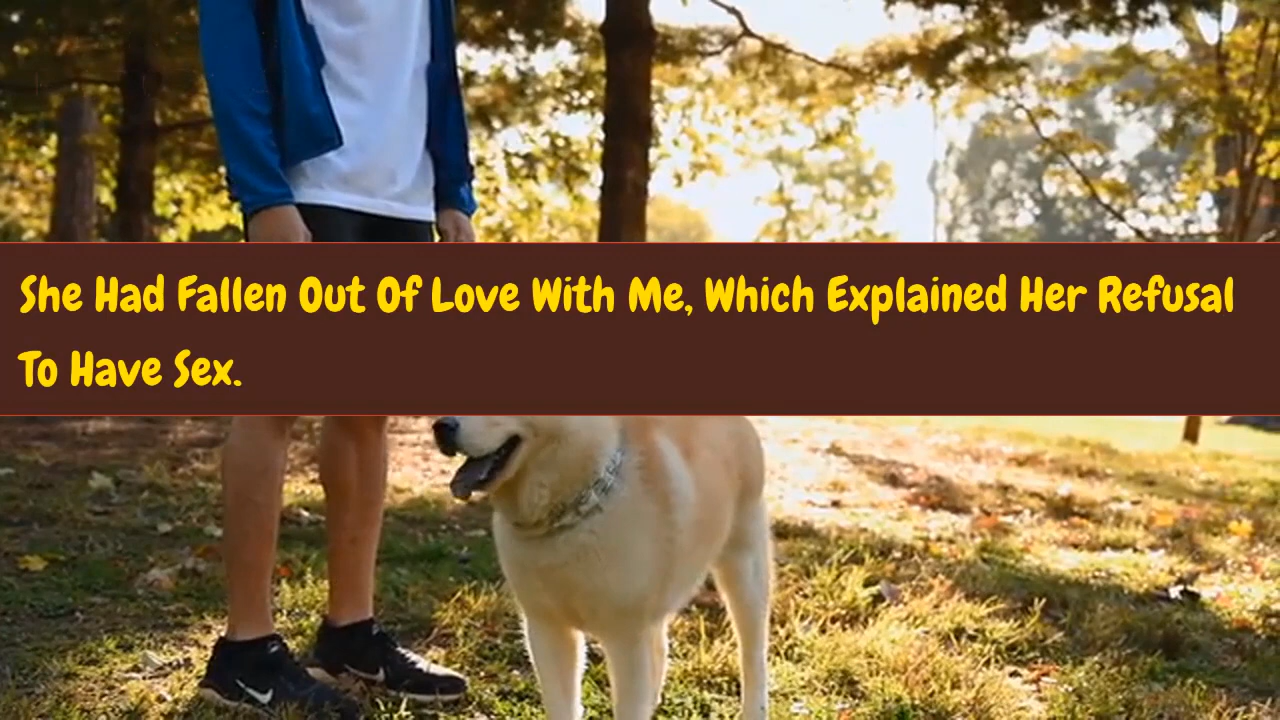 She Had Fallen Out Of Love With Me, Which Explained Her Refusal
To Have Sex.